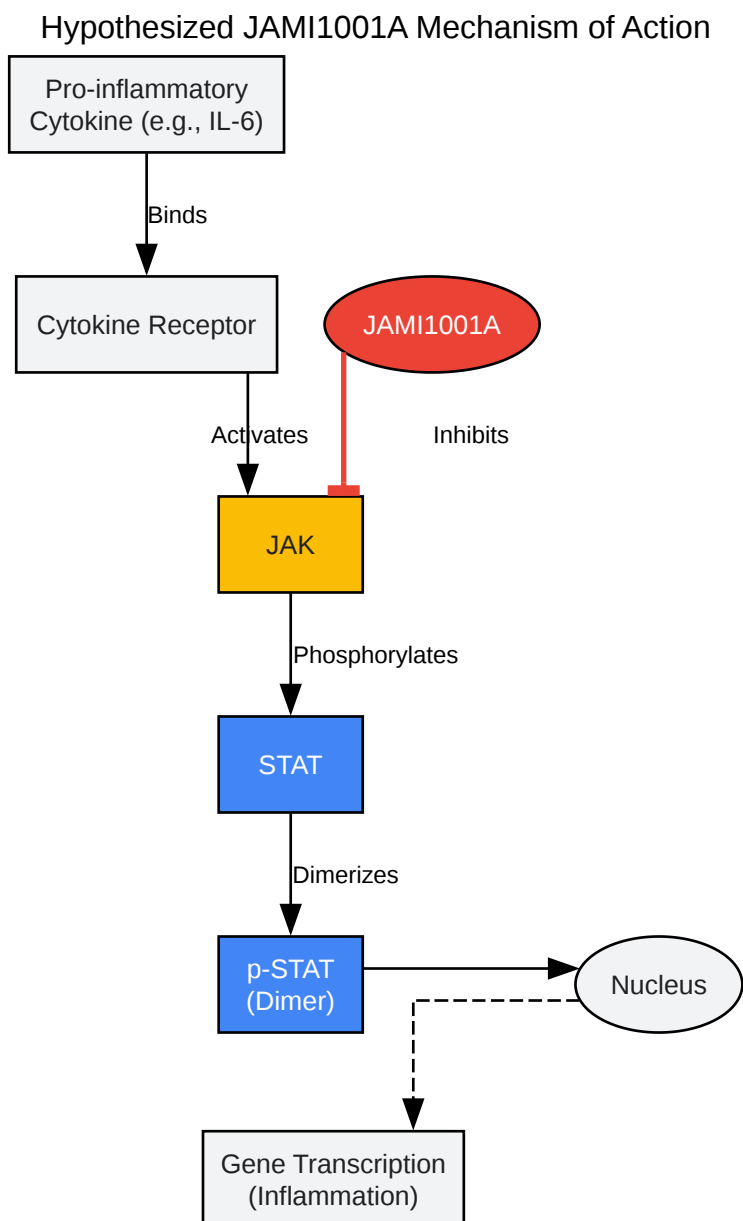 Hypothesized JAMI1001A Mechanism of Action
Pro-inflammatory
Cytokine (e.g., IL-6)
Binds
Cytokine Receptor
JAMI1001A
Activates
Inhibits
JAK
Phosphorylates
STAT
Dimerizes
p-STAT
(Dimer)
Nucleus
Gene Transcription
(Inflammation)